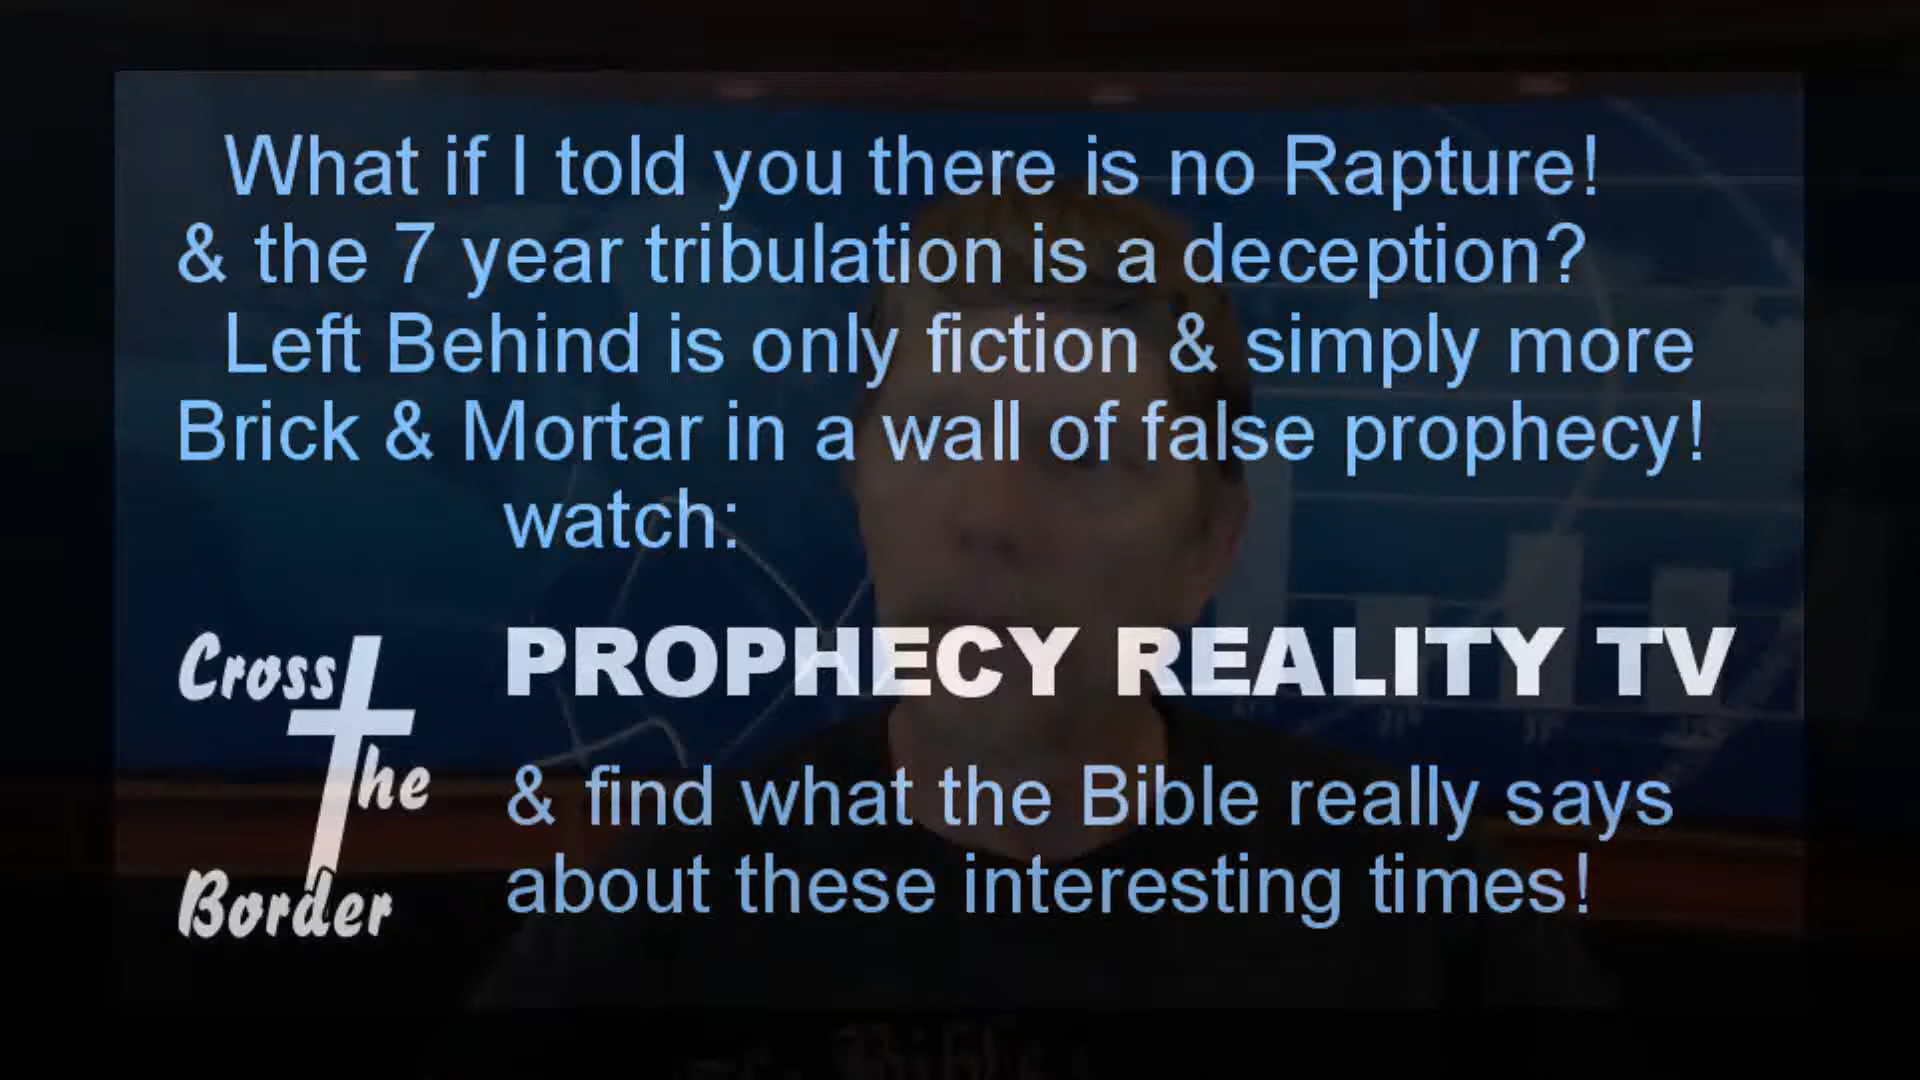 What if I told you there is no Rapture!
& the 7 year tribulation is a deception?
Left Behind is only fiction & simply more
Brick & Mortar in a wall of false prophecy!
watch:
PROPHECY REALITY TV
& find what the Bible really says
about these interesting times!
Cross
the
Border